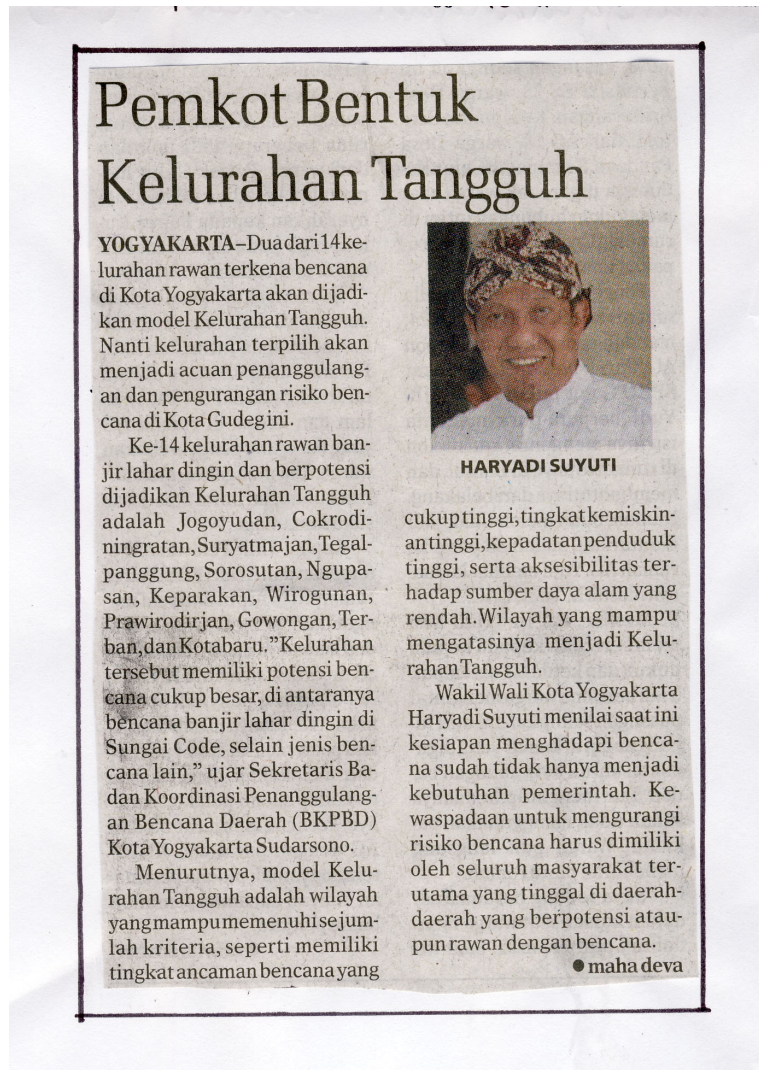 Pemkot Bentuk
Kelurahan Tangguh
YOGYAKARTA–Dua dari 14 ke-
lurahan rawan terkena bencana
di Kota Yogyakarta akan dijadi-
kan model Kelurahan Tangguh.
Nanti kelurahan terpilih akan
menjadi acuan penanggulang-
an dan pengurangan risiko ben-
cana di Kota Gudeg ini.
Ke-14 kelurahan rawan ban-
jir lahar dingin dan berpotensi
dijadikan Kelurahan Tangguh
adalah Jogoyudan, Cokrodi-
ningratan, Suryatmajan, Tegal-
panggung, Sorosutan, Ngupa-
san, Keparakan, Wirogunan,
Prawirodirjan, Gowongan, Ter-
ban, dan Kotabaru. ”Kelurahan
tersebut memiliki potensi ben-
cana cukup besar, di antaranya
bencana banjir lahar dingin di
Sungai Code, selain jenis ben-
cana lain,” ujar Sekretaris Ba-
dan Koordinasi Penanggulang-
an Bencana Daerah (BKPBD)
Kota Yogyakarta Sudarsono.
Menurutnya, model Kelu-
rahan Tangguh adalah wilayah
yang mampu memenuhi sejum-
lah kriteria, seperti memiliki
tingkat ancaman bencana yang
HARYADI SUYUTI
cukup tinggi, tingkat kemiskin-
an tinggi, kepadatan penduduk
tinggi, serta aksesibilitas ter-
hadap sumber daya alam yang
rendah. Wilayah yang mampu
mengatasinya menjadi Kelu-
rahan Tangguh.
Wakil Wali Kota Yogyakarta
Haryadi Suyuti menilai saat ini
kesiapan menghadapi benca-
na sudah tidak hanya menjadi
kebutuhan pemerintah. Ke-
waspadaan untuk mengurangi
risiko bencana harus dimiliki
oleh seluruh masyarakat ter-
utama yang tinggal di daerah-
daerah yang berpotensi atau-
pun rawan dengan bencana.
● maha deva